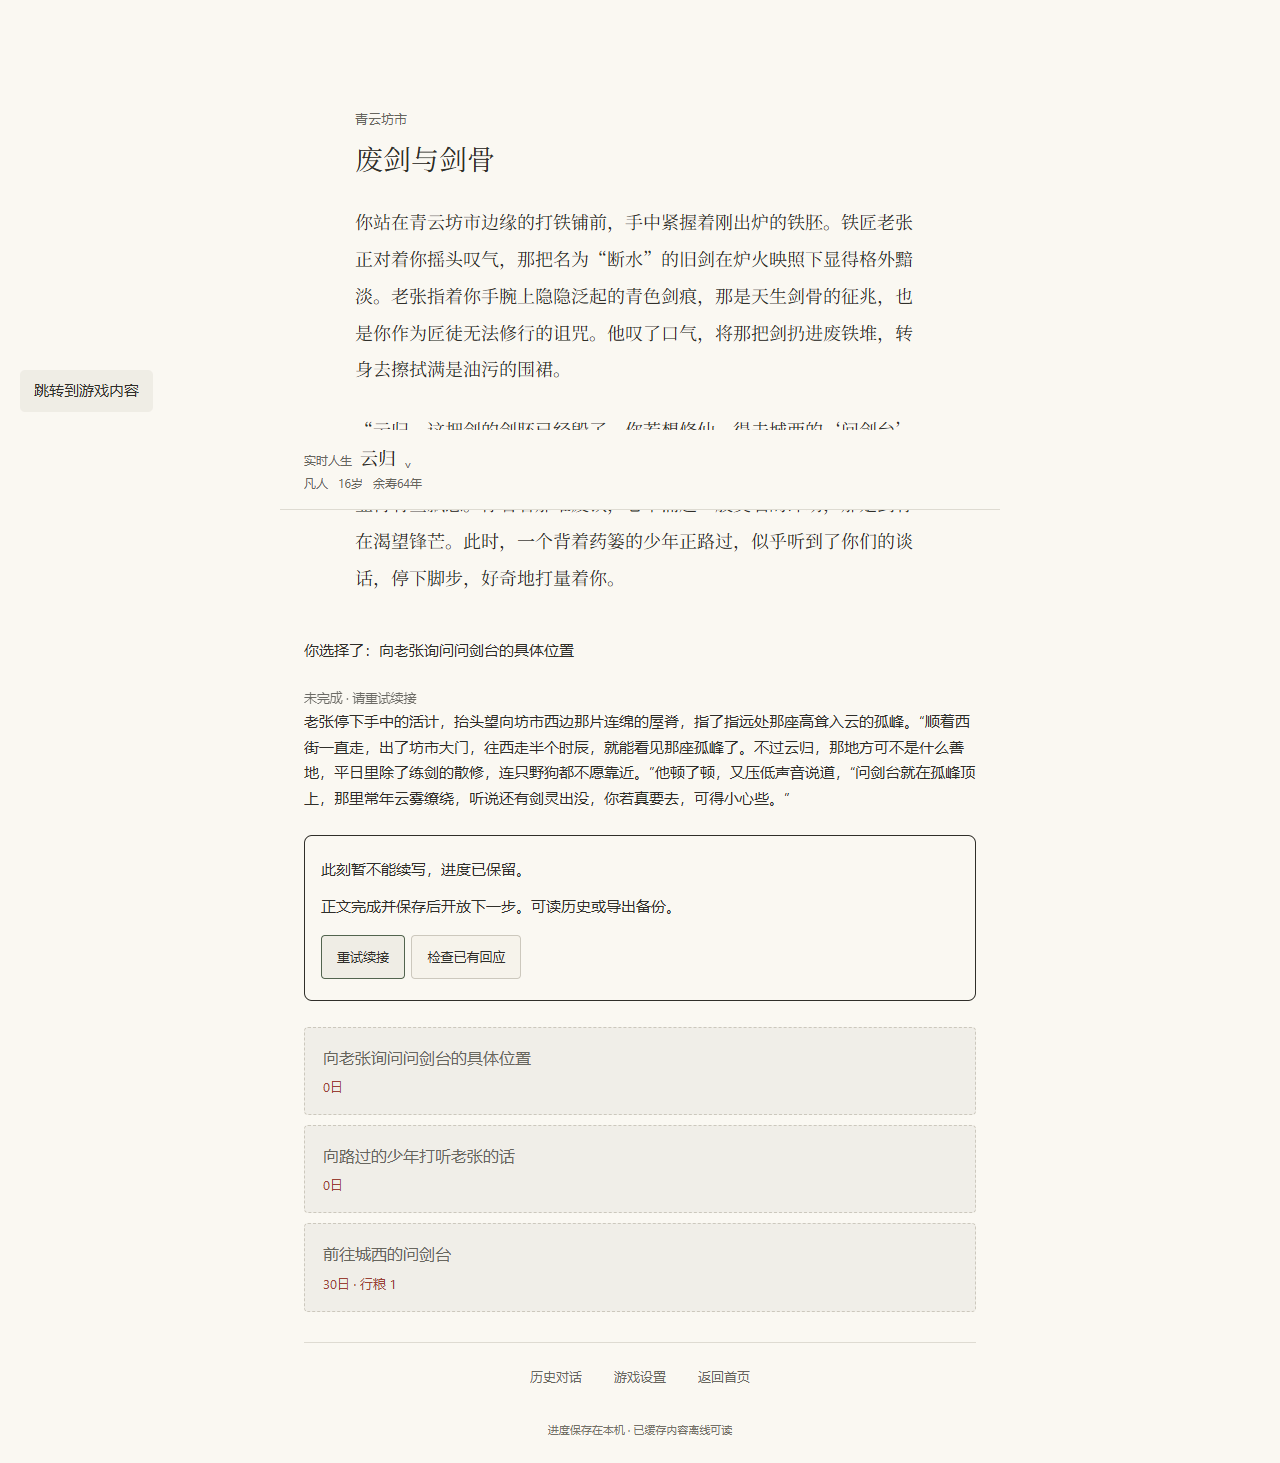 青云坊市
废剑与剑骨
你站在青云坊市边缘的打铁铺前，手中紧握着刚出炉的铁胚。铁匠老张
正对着你摇头叹气，那把名为“断水”的旧剑在炉火映照下显得格外黯
淡。老张指着你手腕上隐隐泛起的青色剑痕，那是天生剑骨的征兆，也
是你作为匠徒无法修行的诅咒。他叹了口气，将那把剑扔进废铁堆，转
身去擦拭满是油污的围裙。
跳转到游戏内容
“云归，这把剑的剑胚已经毁了，你若想修仙，得去城西的‘问剑台’
实时人生 云归 v
凡人 16岁 余寿64年
在渴望锋芒。此时，一个背着药篓的少年正路过，似乎听到了你们的谈
话，停下脚步，好奇地打量着你。
你选择了：向老张询问问剑台的具体位置
未完成 · 请重试续接
老张停下手中的活计，抬头望向坊市西边那片连绵的屋脊，指了指远处那座高耸入云的孤峰。“顺着西
街一直走，出了坊市大门，往西走半个时辰，就能看见那座孤峰了。不过云归，那地方可不是什么善
地，平日里除了练剑的散修，连只野狗都不愿靠近。”他顿了顿，又压低声音说道，“问剑台就在孤峰顶
上，那里常年云雾缭绕，听说还有剑灵出没，你若真要去，可得小心些。”
此刻暂不能续写，进度已保留。
正文完成并保存后开放下一步。可读历史或导出备份。
重试续接 检查已有回应
向老张询问问剑台的具体位置
0日
向路过的少年打听老张的话
0日
前往城西的问剑台
30日 · 行粮 1
历史对话 游戏设置 返回首页
进度保存在本机 · 已缓存内容离线可读